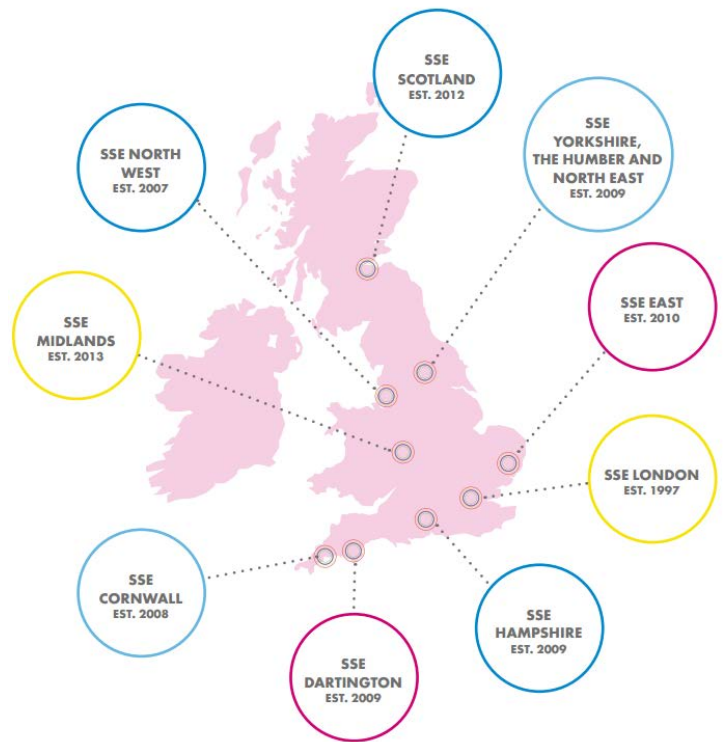 SSE
SCOTLAND
EST. 2012
SSE
YORKSHIRE,
THE HUMBER AND
NORTH EAST
EST. 2009
SSE NORTH
WEST
EST. 2007
SSE EAST
EST. 2010
SSE
MIDLANDS
EST. 2013
SSE LONDON
EST. 1997
SSE
CORNWALL
EST. 2008
SSE
HAMPSHIRE
EST. 2009
SSE
DARTINGTON
EST. 2009